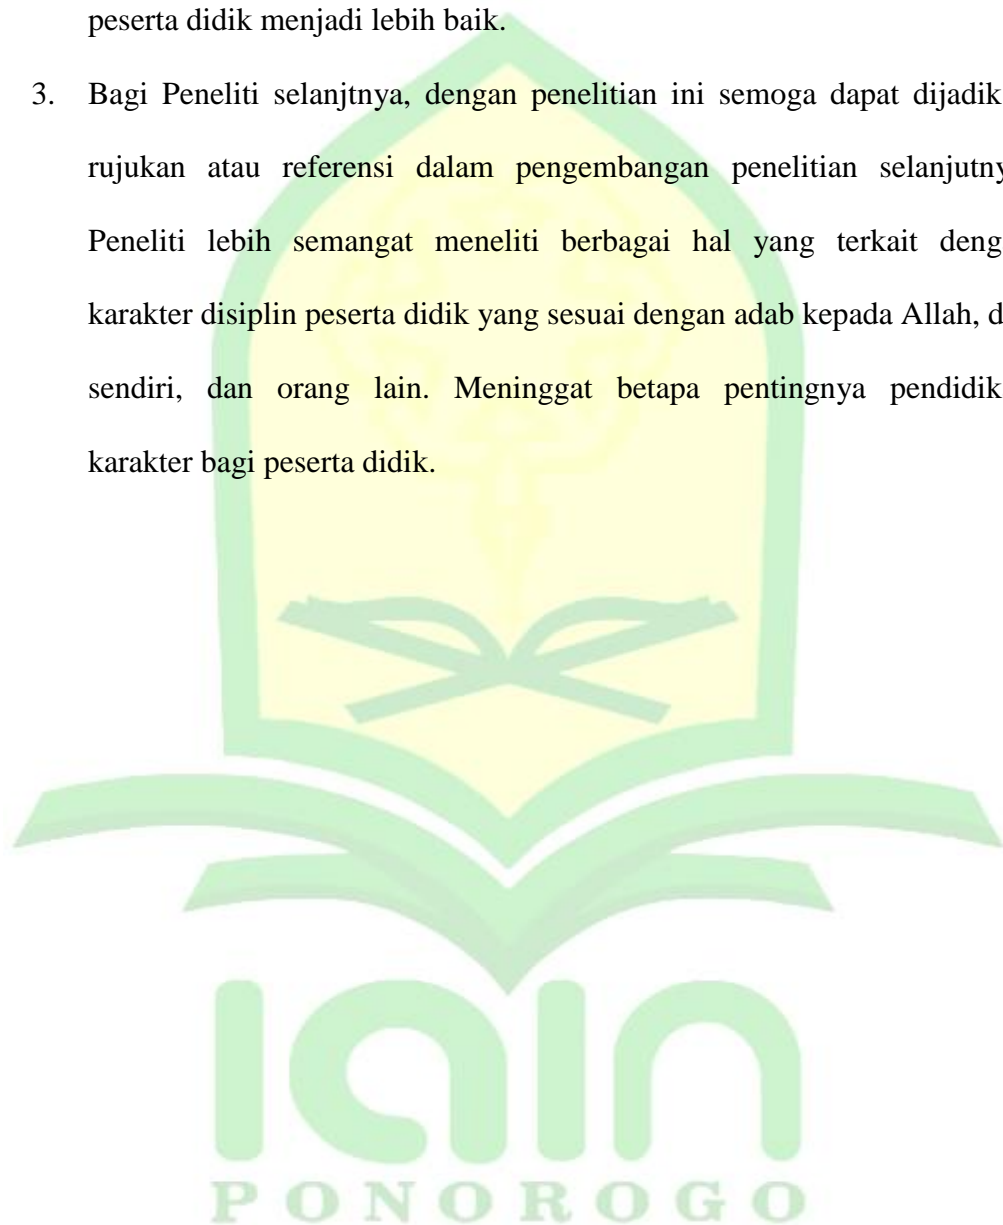 peserta didik menjadi lebih baik.
3. Bagi Peneliti selanjtnya, dengan penelitian ini semoga dapat dijadik
rujukan atau referensi dalam pengembangan penelitian selanjutny
Peneliti lebih semangat meneliti berbagai hal yang terkait deng
karakter disiplin peserta didik yang sesuai dengan adab kepada Allah, d
sendiri, dan orang lain. Meninggat betapa pentingnya pendidik
karakter bagi peserta didik.
iain
PONOROGO